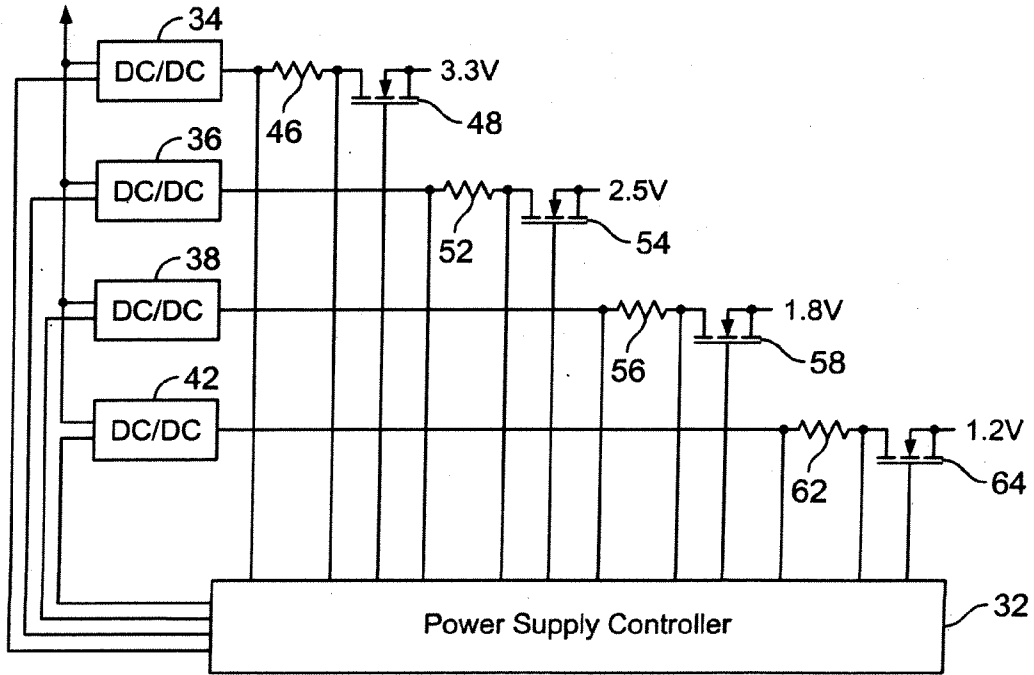 34
DC/DC
3.3V
46
48
36
DC/DC
2.5V
52
54
38
DC/DC
1.8V
56
58
42
DC/DC
1.2V
62
64
Power Supply Controller
32